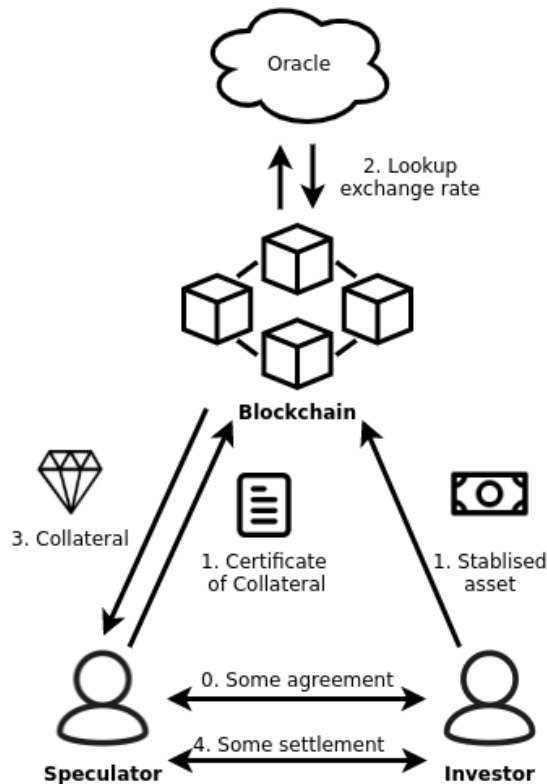 Oracle
2. Lookup
exchange rate
Blockchain
3. Collateral
1. Certificate
of Collateral
1. Stablised
asset
0. Some agreement
4. Some settlement
Speculator
Investor